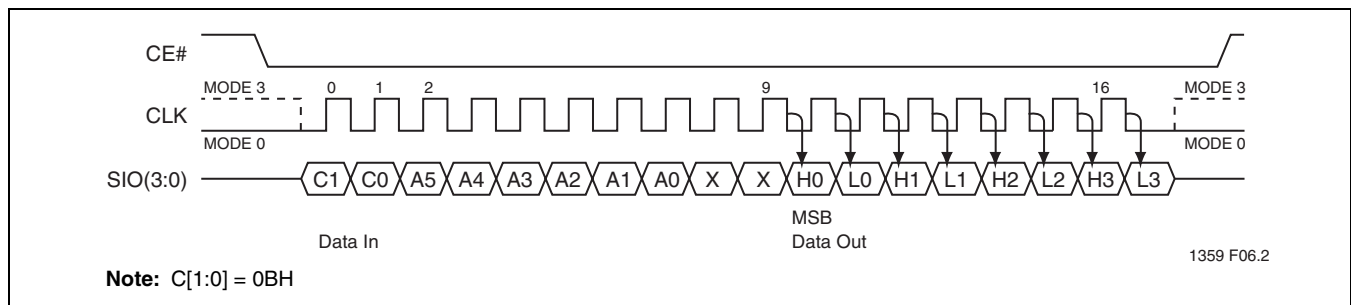 CE#
MODE 3 0 1 2 9 16 MODE 3
CLK
MODE 0 MODE 0
SIO(3:0) C1 C0 A5 A4 A3 A2 A1 A0 X X H0 L0 H1 L1 H2 L2 H3 L3
MSB
Data In Data Out
1359 F06.2
Note: C[1:0] = 0BH